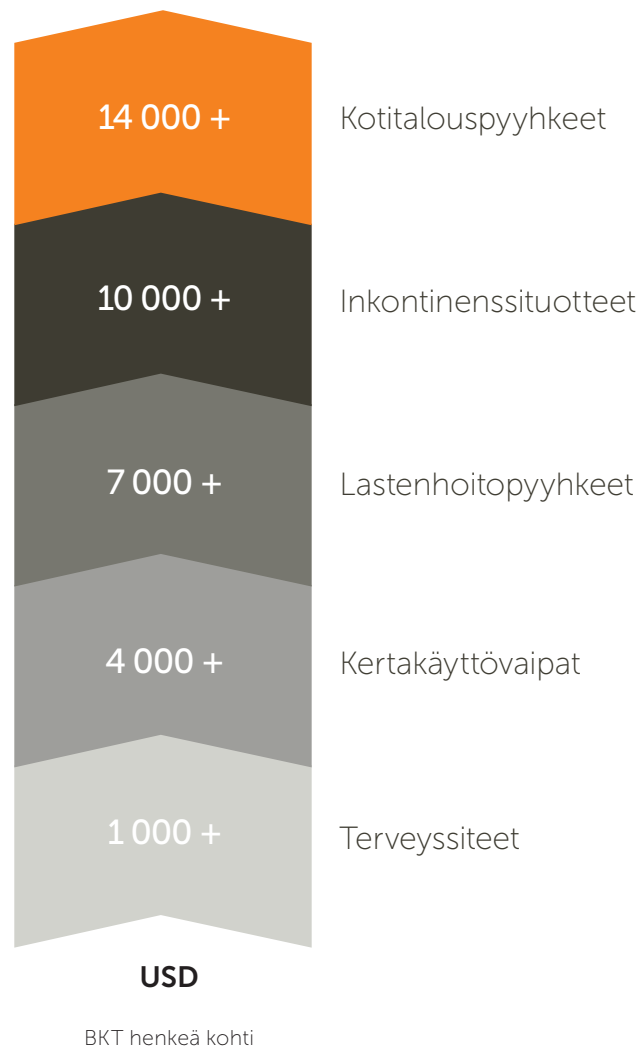 14 000 + Kotitalouspyyhkeet
10 000 + Inkontinenssituotteet
7 000 + Lastenhoitopyyhkeet
4 000 + Kertakäyttövaipat
1 000 + Terveyssiteet
USD
BKT henkeä kohti